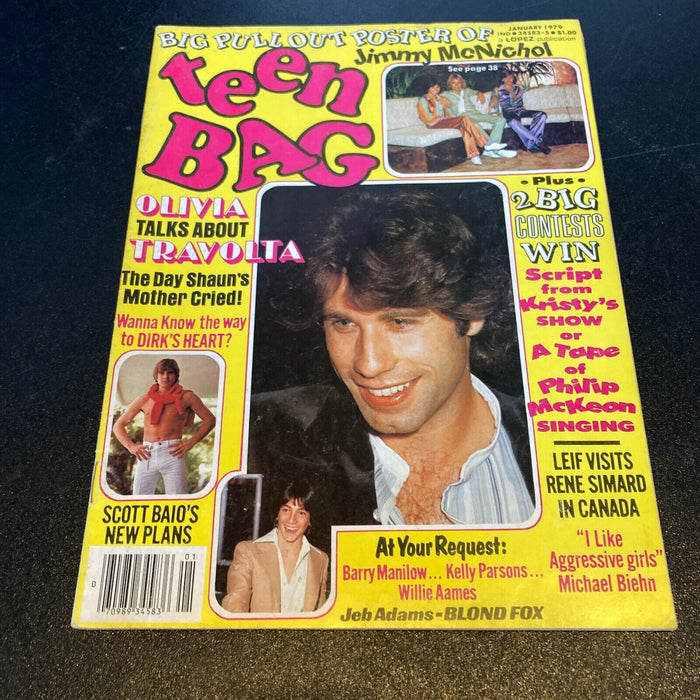 BIG PULL OUT POSTER OF
Jimmy McNichol
JANUARY 1979
IND • 34583-5 • $1.00
a LOPEZ publication
teen
BAG
See page 38
OLIVIA
TALKS ABOUT
TRAVOLTA
The Day Shaun's
Mother Cried!
Wanna Know the way
to DIRK'S HEART?
SCOTT BAIO'S
NEW PLANS
• Plus •
2 BIG
CONTESTS
WIN
Script
from
Kristy's
SHOW
or
A Tape
of
Philip
McKeon
SINGING
LEIF VISITS
RENE SIMARD
IN CANADA
"I Like
Aggressive girls"
Michael Biehn
At Your Request:
Barry Manilow... Kelly Parsons...
Willie Aames
Jeb Adams-BLOND FOX
01
0 70989 34583